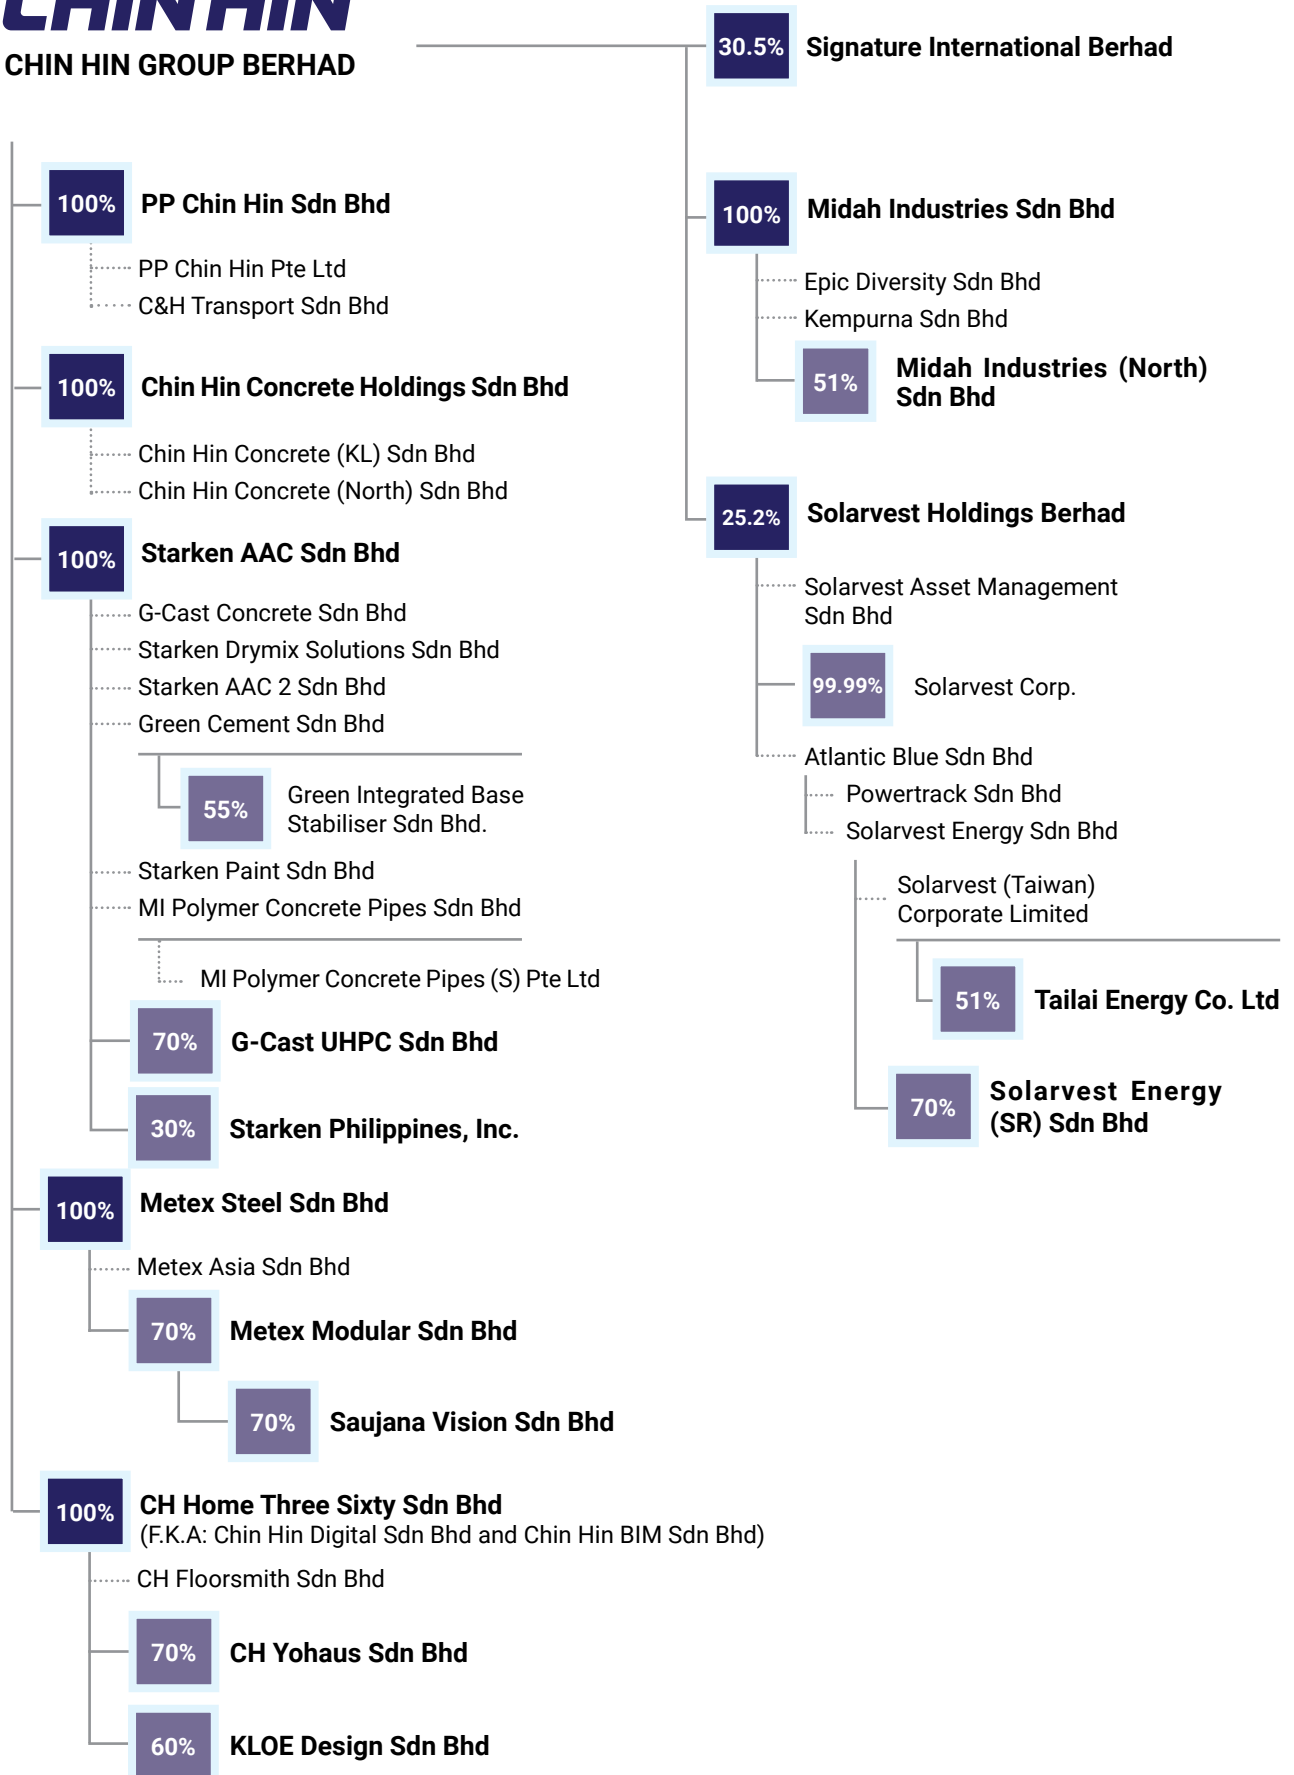 CHIN HIN
CHIN HIN GROUP BERHAD
100%
PP Chin Hin Sdn Bhd
PP Chin Hin Pte Ltd
C&H Transport Sdn Bhd
100%
Chin Hin Concrete Holdings Sdn Bhd
Chin Hin Concrete (KL) Sdn Bhd
Chin Hin Concrete (North) Sdn Bhd
100%
Starken AAC Sdn Bhd
G-Cast Concrete Sdn Bhd
Starken Drymix Solutions Sdn Bhd
Starken AAC 2 Sdn Bhd
Green Cement Sdn Bhd
55%
Green Integrated Base
Stabiliser Sdn Bhd.
Starken Paint Sdn Bhd
MI Polymer Concrete Pipes Sdn Bhd
MI Polymer Concrete Pipes (S) Pte Ltd
70%
G-Cast UHPC Sdn Bhd
30%
Starken Philippines, Inc.
100%
Metex Steel Sdn Bhd
Metex Asia Sdn Bhd
70%
Metex Modular Sdn Bhd
70%
Saujana Vision Sdn Bhd
100%
CH Home Three Sixty Sdn Bhd
(F.K.A: Chin Hin Digital Sdn Bhd and Chin Hin BIM Sdn Bhd)
CH Floorsmith Sdn Bhd
70%
CH Yohaus Sdn Bhd
60%
KLOE Design Sdn Bhd
30.5%
Signature International Berhad
100%
Midah Industries Sdn Bhd
Epic Diversity Sdn Bhd
Kempurna Sdn Bhd
51%
Midah Industries (North)
Sdn Bhd
25.2%
Solarvest Holdings Berhad
Solarvest Asset Management
Sdn Bhd
99.99%
Solarvest Corp.
Atlantic Blue Sdn Bhd
Powertrack Sdn Bhd
Solarvest Energy Sdn Bhd
Solarvest (Taiwan)
Corporate Limited
51%
Tailai Energy Co. Ltd
70%
Solarvest Energy
(SR) Sdn Bhd